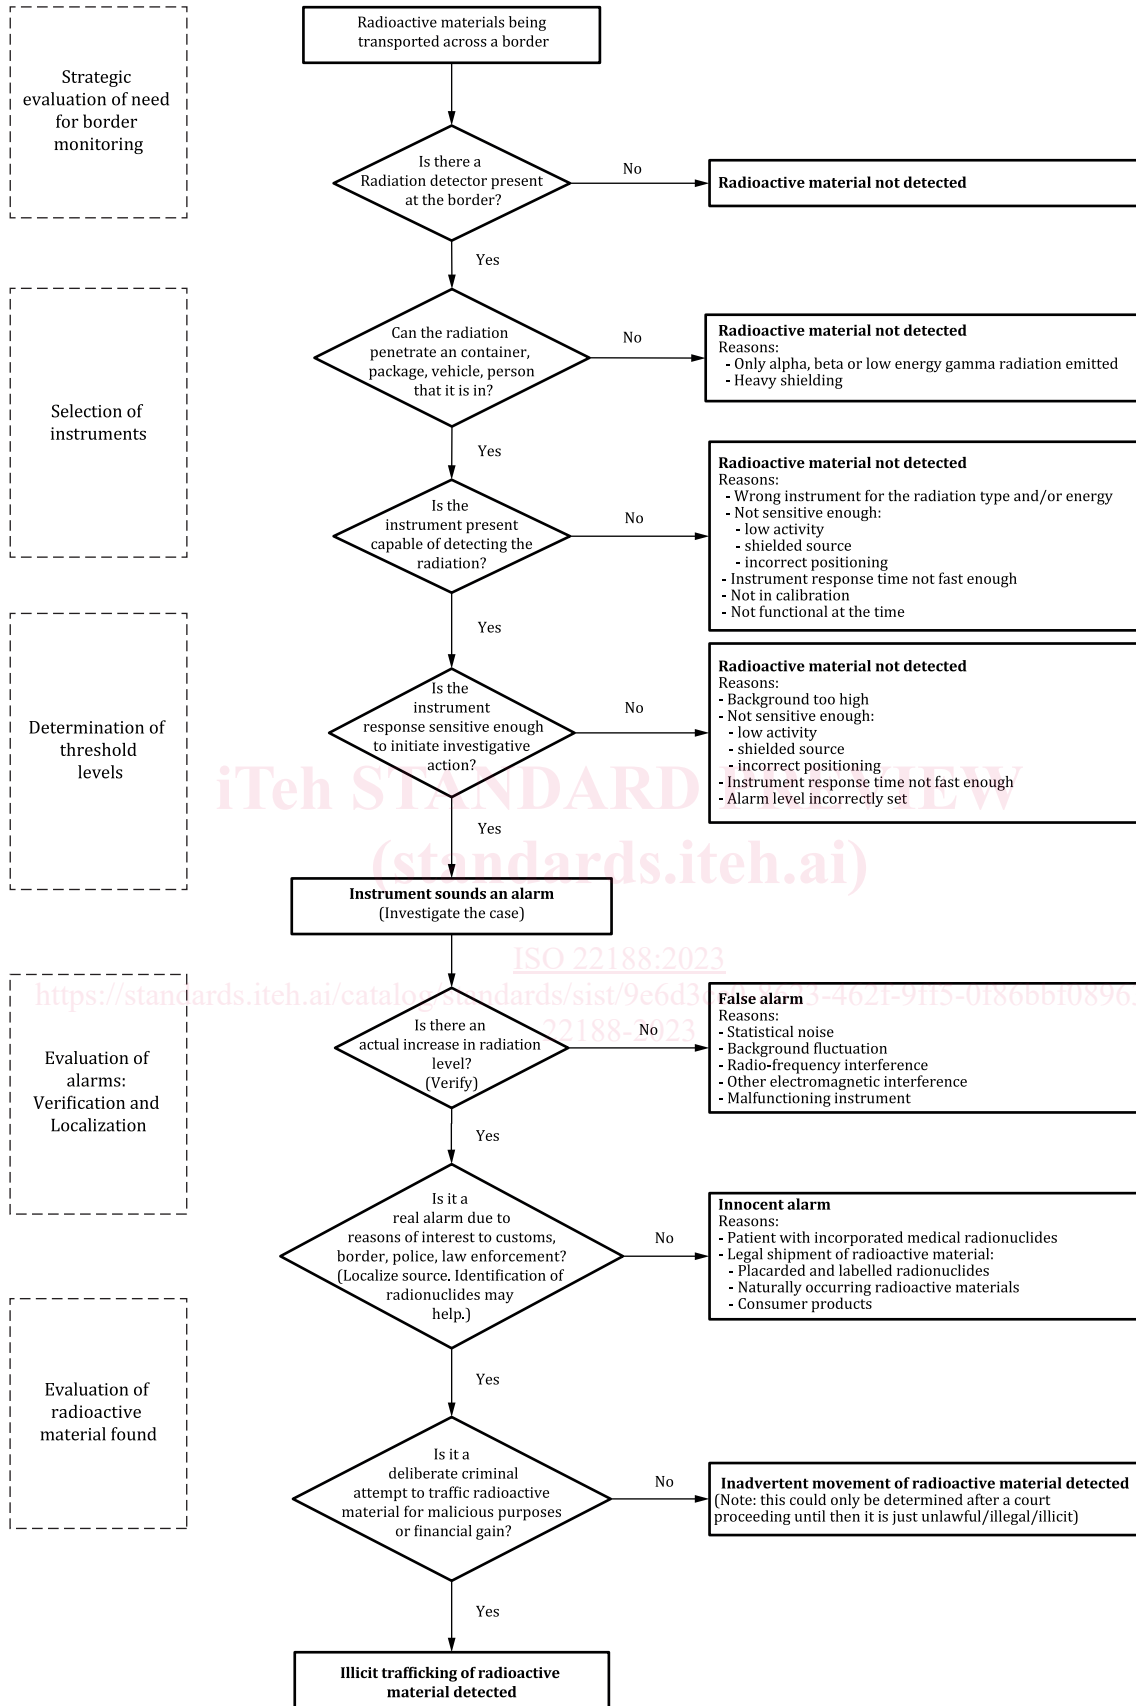 Radioactive materials being
transported across a border
Strategic
evaluation of need
for border
monitoring
Is there a
Radiation detector present
at the border?
No
Radioactive material not detected
Yes
Can the radiation
penetrate an container,
package, vehicle, person
that it is in?
No
Radioactive material not detected
Reasons:
- Only alpha, beta or low energy gamma radiation emitted
- Heavy shielding
Selection of
instruments
Yes
Is the
instrument present
capable of detecting the
radiation?
No
Radioactive material not detected
Reasons:
- Wrong instrument for the radiation type and/or energy
- Not sensitive enough:
- low activity
- shielded source
- incorrect positioning
- Instrument response time not fast enough
- Not in calibration
- Not functional at the time
Yes
Determination of
threshold
levels
Is the
instrument
response sensitive enough
to initiate investigative
action?
No
Radioactive material not detected
Reasons:
- Background too high
- Not sensitive enough:
- low activity
- shielded source
- incorrect positioning
- Instrument response time not fast enough
- Alarm level incorrectly set
iTeh STANDARD PREVIEW
(standards.iteh.ai)
Yes
Instrument sounds an alarm
(Investigate the case)
ISO 22188:2023
https://standards.iteh.ai/catalog/standards/sist/
22188-2023
Evaluation of
alarms:
Verification and
Localization
Is there an
actual increase in radiation
level?
(Verify)
No
False alarm
Reasons:
- Statistical noise
- Background fluctuation
- Radio-frequency interference
- Other electromagnetic interference
- Malfunctioning instrument
Yes
Is it a
real alarm due to
reasons of interest to customs,
border, police, law enforcement?
(Localize source. Identification of
radionuclides may
help.)
No
Innocent alarm
Reasons:
- Patient with incorporated medical radionuclides
- Legal shipment of radioactive material:
- Placarded and labelled radionuclides
- Naturally occurring radioactive materials
- Consumer products
Yes
Evaluation of
radioactive
material found
Is it a
deliberate criminal
attempt to traffic radioactive
material for malicious purposes
or financial gain?
No
Inadvertent movement of radioactive material detected
(Note: this could only be determined after a court
proceeding until then it is just unlawful/illegal/illicit)
Yes
Illicit trafficking of radioactive
material detected